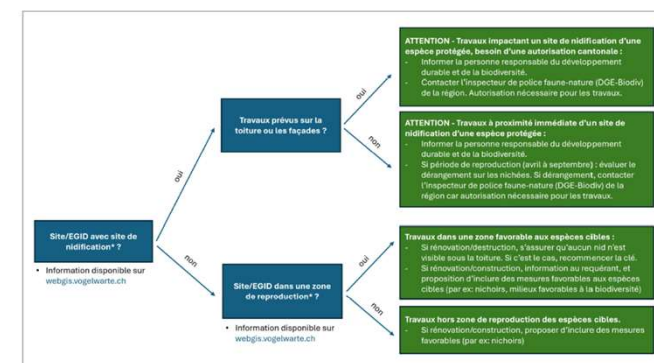 ATTENTION - Travaux impactant un site de nidification d'une
espèce protégée, besoin d'une autorisation cantonale :
- Informer la personne responsable du développement
durable et de la biodiversité.
- Contacter l'inspecteur de police faune-nature (DGE-Biodiv)
de la région. Autorisation nécessaire pour les travaux.
oui
Travaux prévus sur la
toiture ou les façades ?
non
ATTENTION - Travaux à proximité immédiate d'un site de
nidification d'une espèce protégée :
- Informer la personne responsable du développement
durable et de la biodiversité.
- Si période de reproduction (avril à septembre) : évaluer le
dérangement sur les nichées. Si dérangement, contacter
l'inspecteur de police faune-nature (DGE-Biodiv) de la
région car autorisation nécessaire pour les travaux.
oui
Site/EGID avec site de
nidification* ?
• Information disponible sur
webgis.vogelwarte.ch
non
Site/EGID dans une zone
de reproduction* ?
• Information disponible sur
webgis.vogelwarte.ch
oui
Travaux dans une zone favorable aux espèces cibles :
- Si rénovation/destruction, s'assurer qu'aucun nid n'est
visible sous la toiture. Si c'est le cas, recommencer la clé.
- Si rénovation/construction, information au requérant, et
proposition d'inclure des mesures favorables aux espèces
cibles (par ex: nichoirs, milieux favorables à la biodiversité)
non
Travaux hors zone de reproduction des espèces cibles.
- Si rénovation/construction, proposer d'inclure des mesures
favorables (par ex: nichoirs)